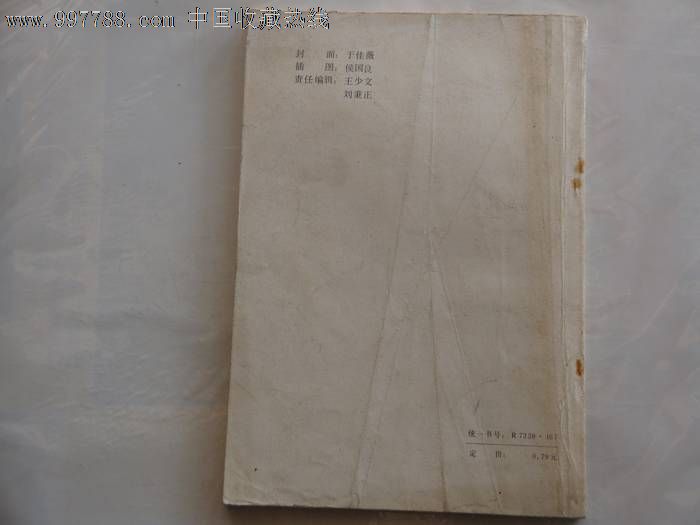 www.997788.com 中国收藏热线
封　面：于佳薇
插　图：侯国良
责任编辑：王少文
刘秉正
统一书号：R 7339 · 167
定　价：0.79元